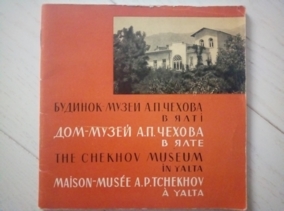 БУДИНОК-МУЗЕЙ А.П.ЧЕХОВА
В ЯЛТІ
ДОМ-МУЗЕЙ А.П.ЧЕХОВА
В ЯЛТЕ
THE CHEKHOV MUSEUM
IN YALTA
MAISON-MUSÉE A.P.TCHEKHOV
À YALTA